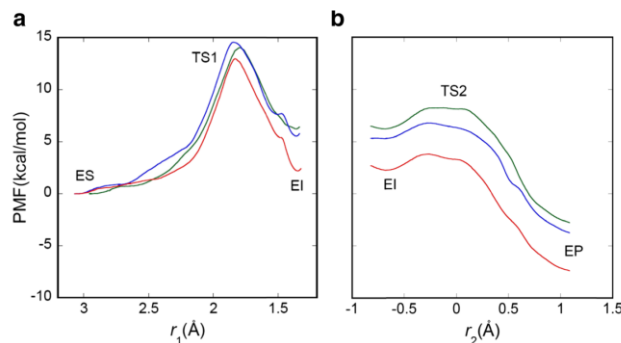 a
b
15
10
5
0
-5
-10
PMF(kcal/mol)
TS1
ES
EI
3
2.5
2
1.5
r1(Å)
TS2
EI
EP
-1
-0.5
0
0.5
1
1.5
r2(Å)